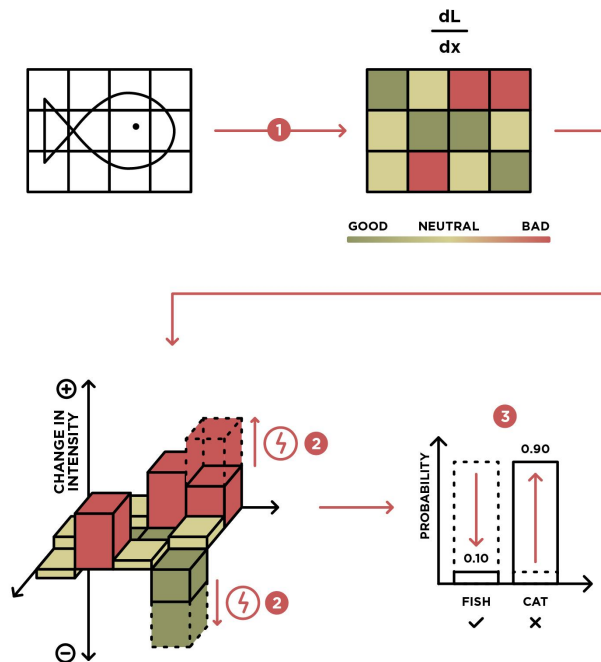 dL
dx
1
GOOD NEUTRAL BAD
CHANGE IN
INTENSITY
2
2
3
PROBABILITY
0.90
0.10
FISH CAT